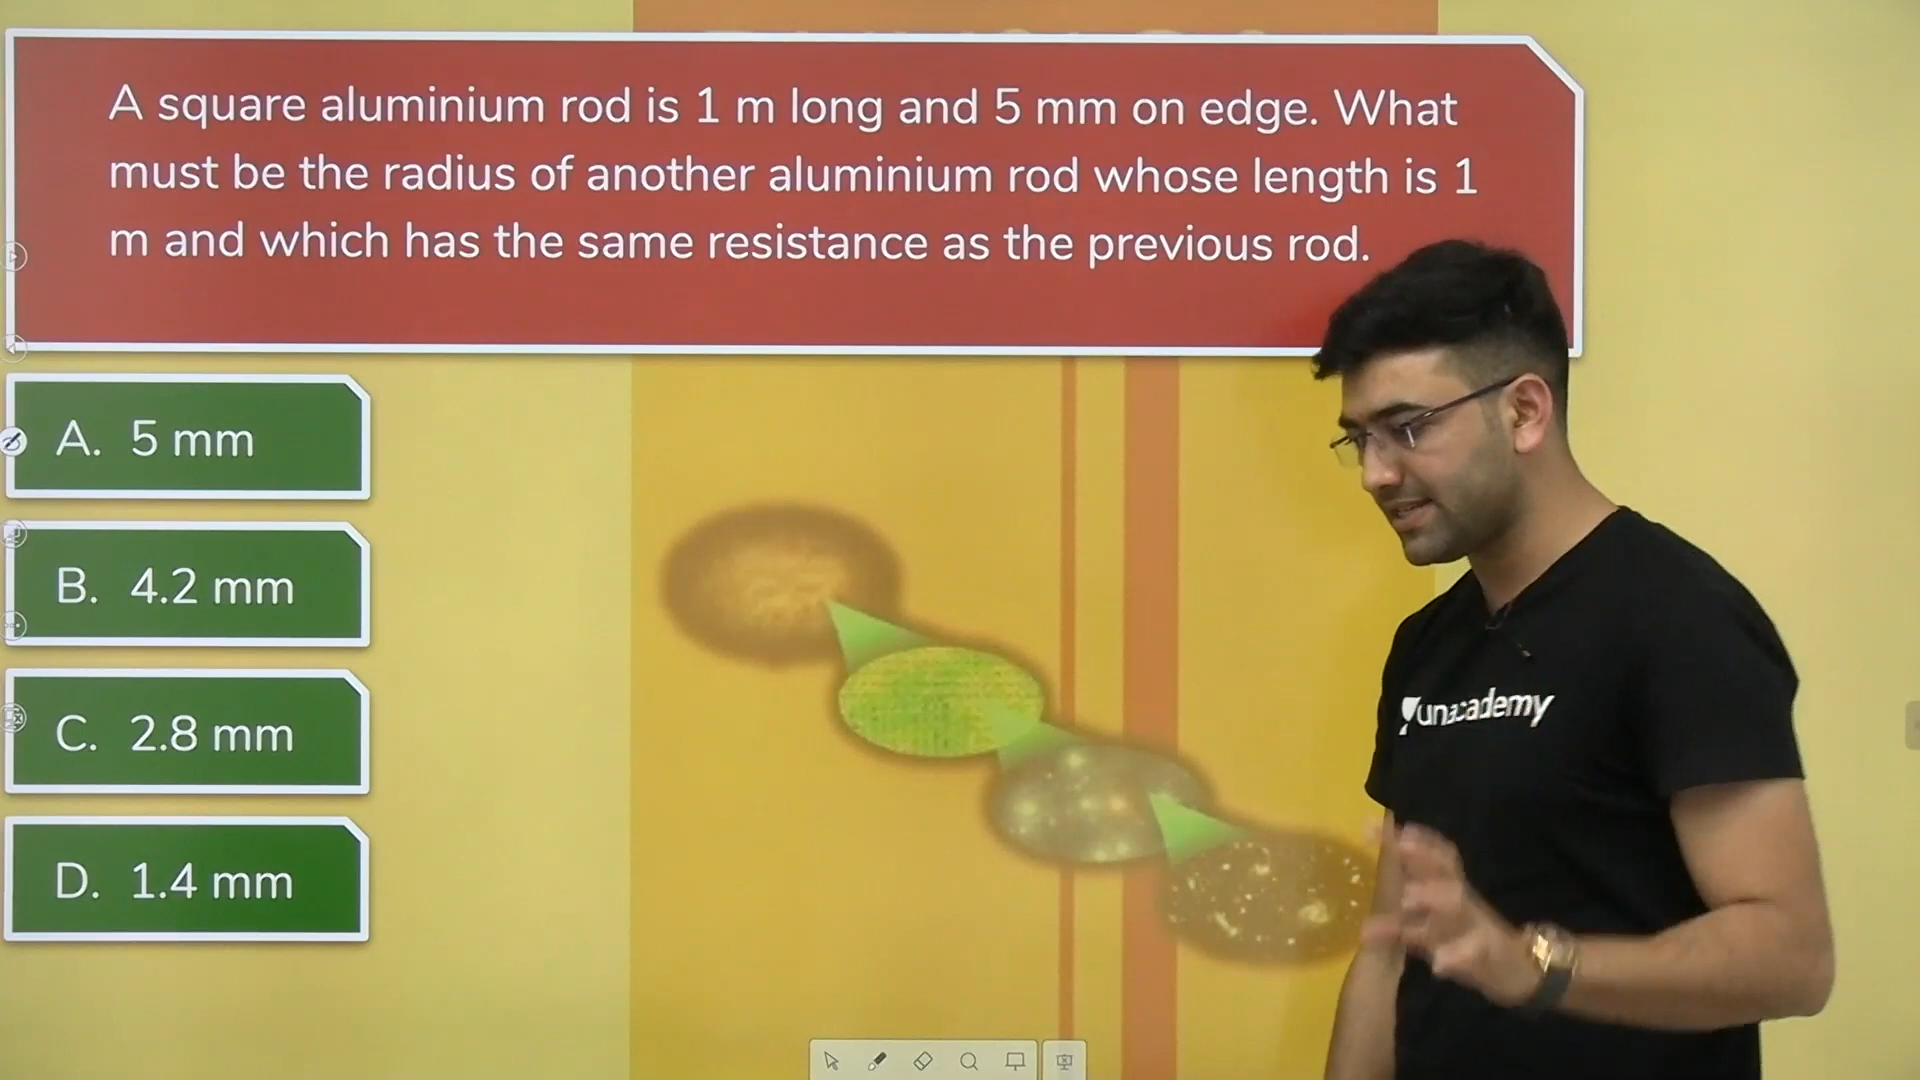 A square aluminium rod is 1 m long and 5 mm on edge. What
must be the radius of another aluminium rod whose length is 1
m and which has the same resistance as the previous rod.
A. 5 mm
B. 4.2 mm
C. 2.8 mm
D. 1.4 mm
unacademy